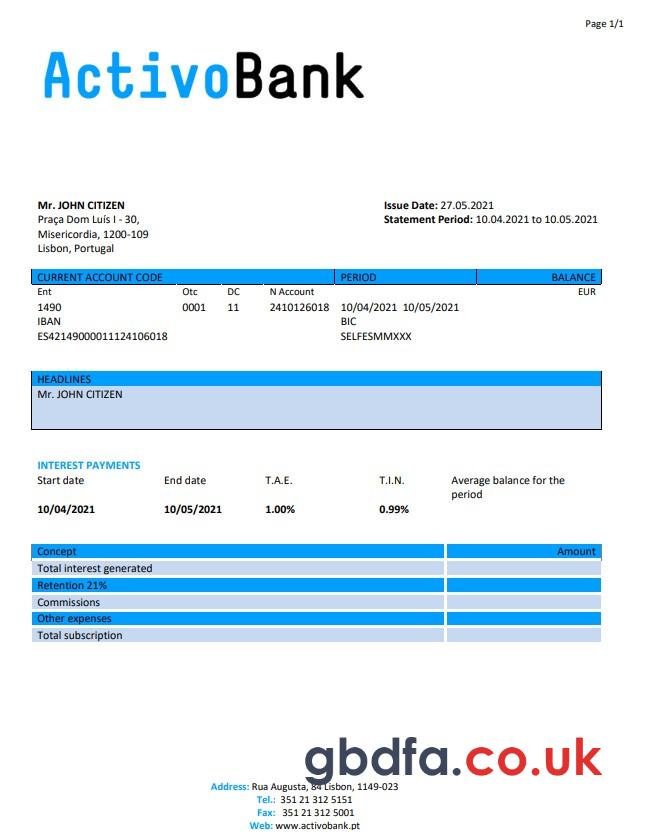 Page 1/1
ActivoBank
Mr. JOHN CITIZEN
Praça Dom Luís I - 30,
Misericordia, 1200-109
Lisbon, Portugal
Issue Date: 27.05.2021
Statement Period: 10.04.2021 to 10.05.2021
CURRENT ACCOUNT CODE PERIOD BALANCE
Ent Otc DC N Account EUR
1490 0001 11 2410126018 10/04/2021 10/05/2021
IBAN BIC
ES42149000011124106018 SELFESMMXXX
HEADLINES
Mr. JOHN CITIZEN
INTEREST PAYMENTS
Start date End date T.A.E. T.I.N. Average balance for the
period
10/04/2021 10/05/2021 1.00% 0.99%
Concept Amount
Total interest generated
Retention 21%
Commissions
Other expenses
Total subscription
gbdfa.co.uk
Address: Rua Augusta, 84 Lisbon, 1149-023
Tel.: 351 21 312 5151
Fax: 351 21 312 5001
Web: www.activobank.pt